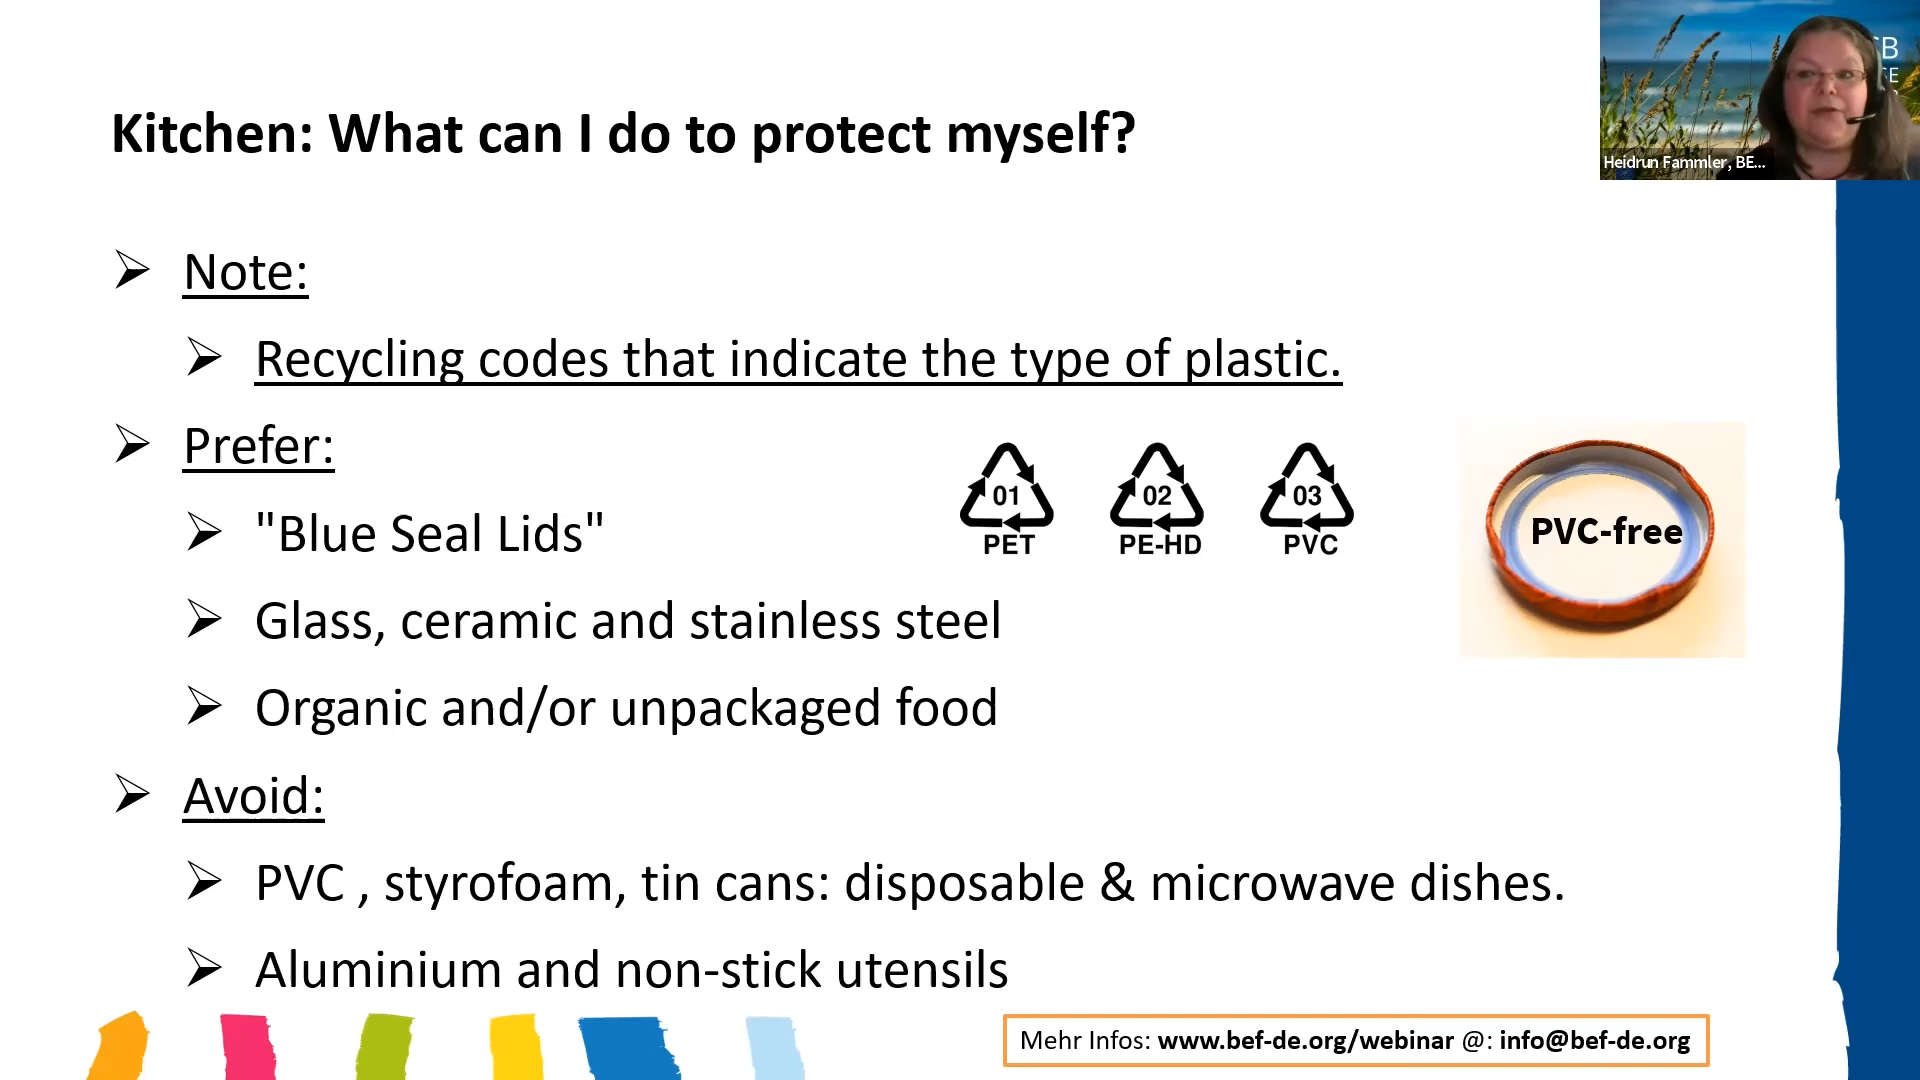 Kitchen: What can I do to protect myself?
CB
CE
Heidrun Fammler, BE...
Note:
Recycling codes that indicate the type of plastic.
Prefer:
"Blue Seal Lids"
01 02 03
PET PE-HD PVC
PVC-free
Glass, ceramic and stainless steel
Organic and/or unpackaged food
Avoid:
PVC , styrofoam, tin cans: disposable & microwave dishes.
Aluminium and non-stick utensils
Mehr Infos: www.bef-de.org/webinar @: info@bef-de.org